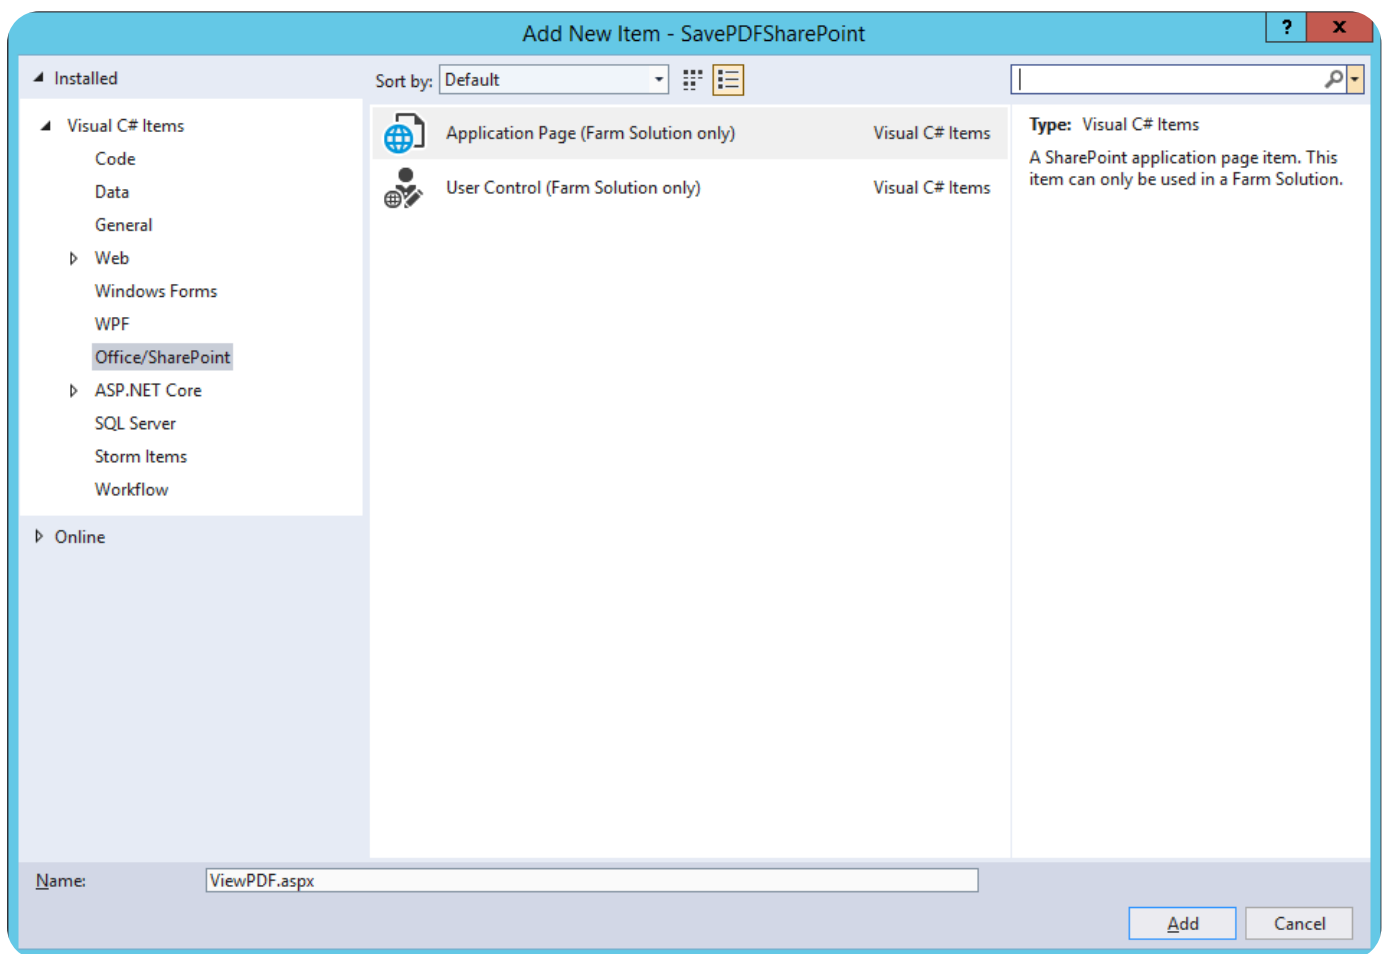 Add New Item - SavePDFSharePoint
?
x
Installed
Sort by:
Default
Visual C# Items
Code
Data
General
Web
Windows Forms
WPF
Office/SharePoint
ASP.NET Core
SQL Server
Storm Items
Workflow
Online
Application Page (Farm Solution only)
Visual C# Items
User Control (Farm Solution only)
Visual C# Items
Type: Visual C# Items
A SharePoint application page item. This
item can only be used in a Farm Solution.
Name:
ViewPDF.aspx
Add
Cancel